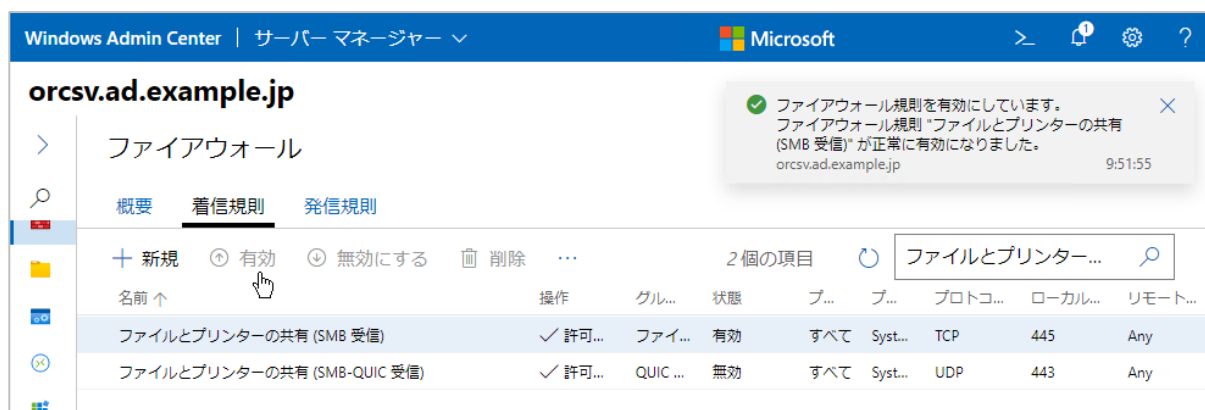 Windows Admin Center | サーバー マネージャー
Microsoft
1
?
orcsv.ad.example.jp
ファイアウォール規則を有効にしています。
ファイアウォール規則 "ファイルとプリンターの共有
(SMB 受信)" が正常に有効になりました。
orcsv.ad.example.jp 9:51:55
ファイアウォール
概要 着信規則 発信規則
新規 有効 無効にする 削除 … 2個の項目 ファイルとプリンター...
名前 操作 グル... 状態 プ... プ... プロトコ... ローカル... リモート...
ファイルとプリンターの共有 (SMB 受信) 許可... ファイ... 有効 すべて Syst... TCP 445 Any
ファイルとプリンターの共有 (SMB-QUIC 受信) 許可... QUIC ... 無効 すべて Syst... UDP 443 Any